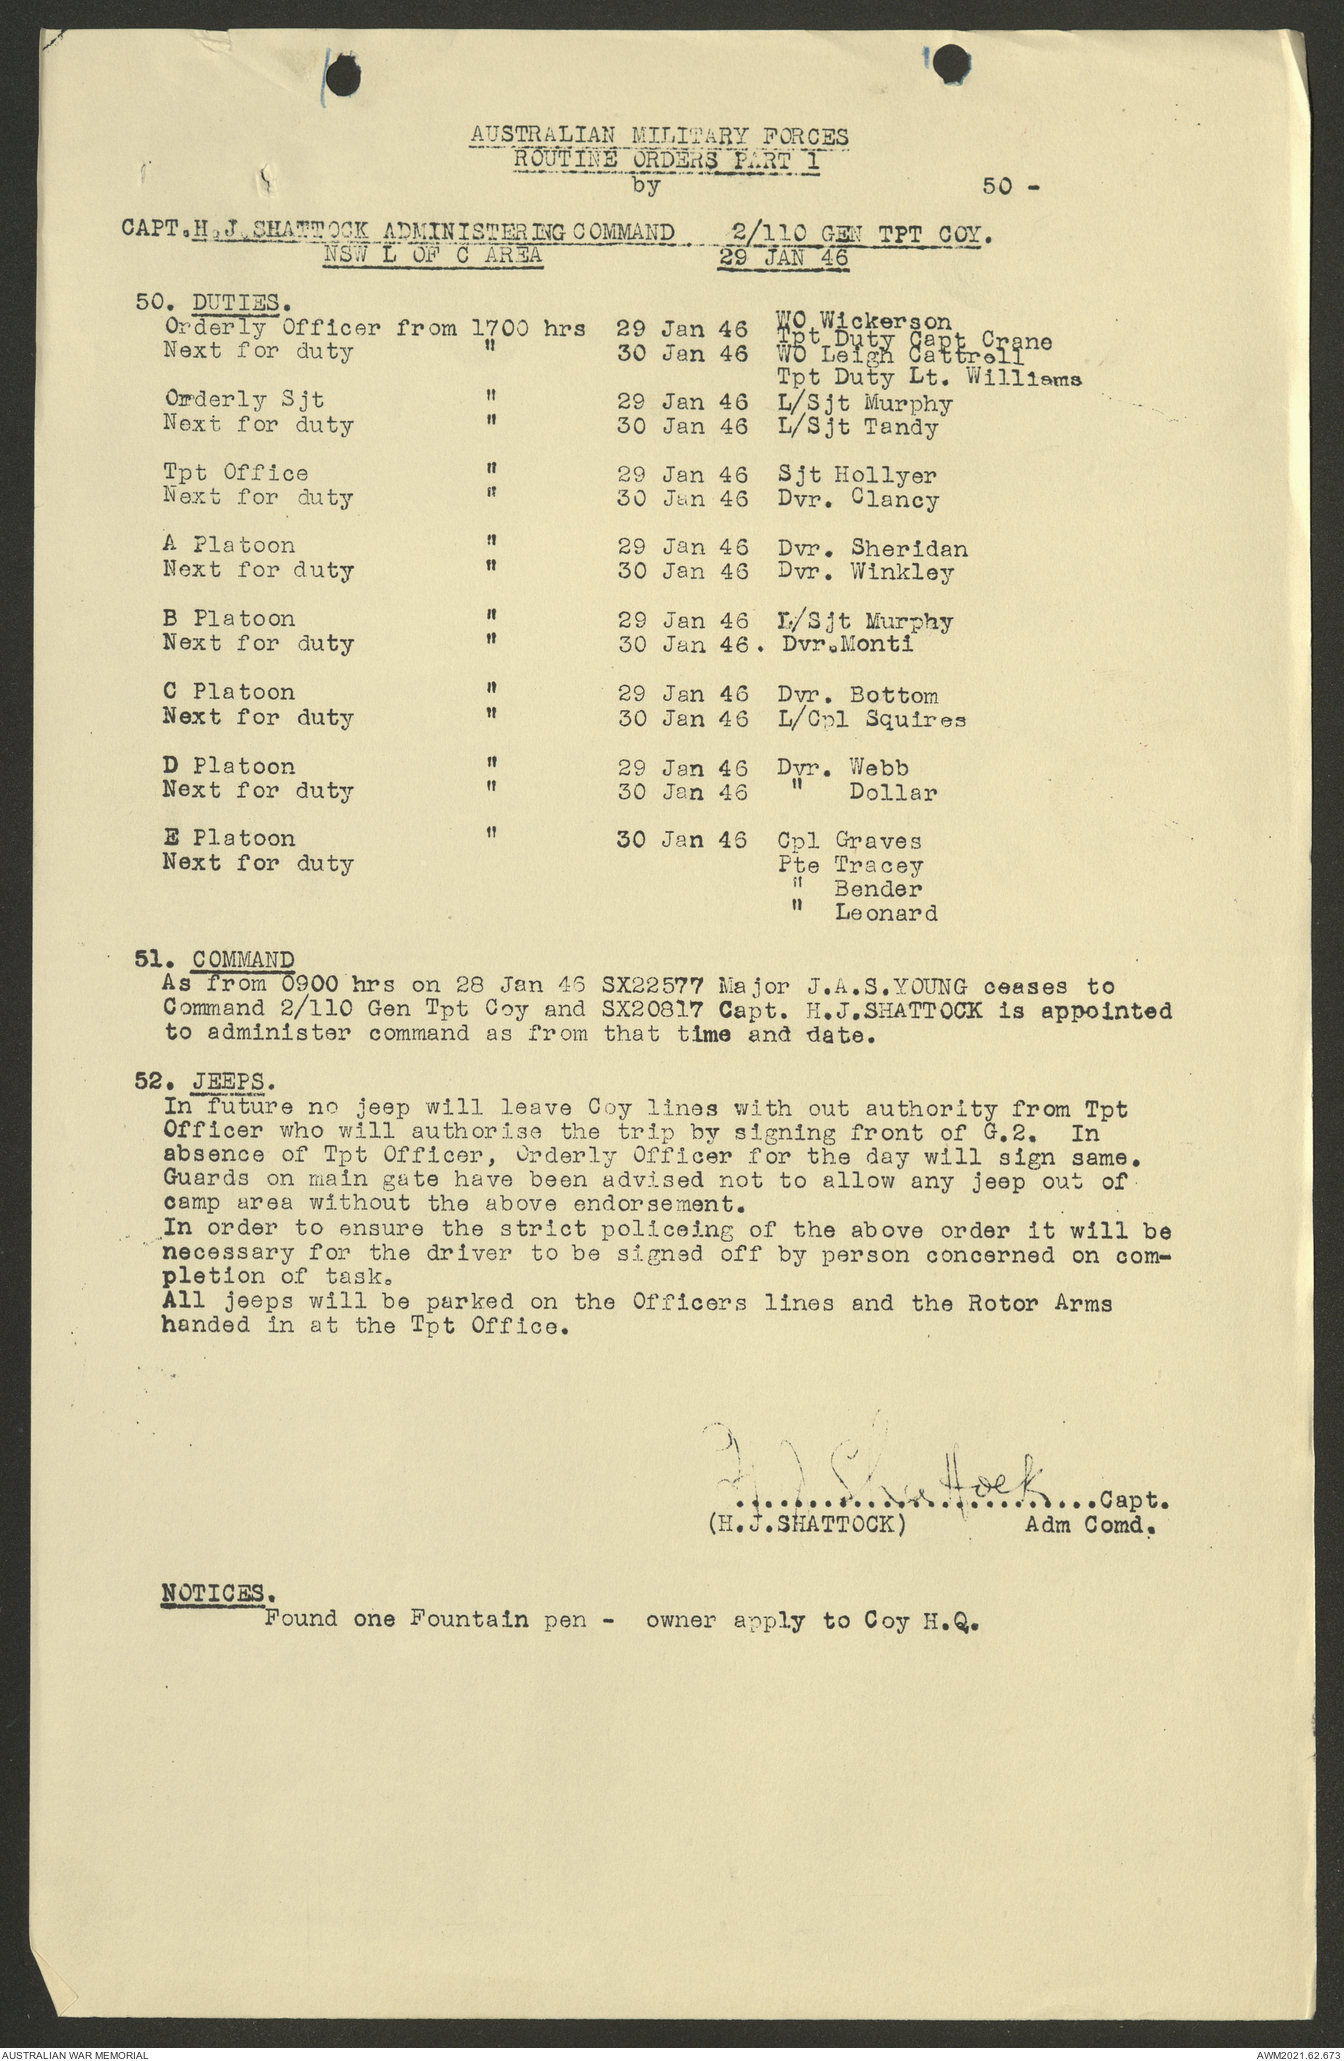 AUSTRALIAN MILITARY FORCES
ROUTINE ORDERS PART 1
by 50 -
CAPT.H.J.SHATTOCK ADMINISTERING COMMAND 2/110 GEN TPT COY.
NSW L OF C AREA 29 JAN 46
50. DUTIES.
Orderly Officer from 1700 hrs 29 Jan 46 WO Wickerson
Tpt Duty Capt Crane
Next for duty " 30 Jan 46 WO Leigh Cattrell
Tpt Duty Lt. Williams
Orderly Sjt " 29 Jan 46 L/Sjt Murphy
Next for duty " 30 Jan 46 L/Sjt Tandy
Tpt Office " 29 Jan 46 Sjt Hollyer
Next for duty " 30 Jan 46 Dvr. Clancy
A Platoon " 29 Jan 46 Dvr. Sheridan
Next for duty " 30 Jan 46 Dvr. Winkley
B Platoon " 29 Jan 46 L/Sjt Murphy
Next for duty " 30 Jan 46. Dvr.Monti
C Platoon " 29 Jan 46 Dvr. Bottom
Next for duty " 30 Jan 46 L/Cpl Squires
D Platoon " 29 Jan 46 Dvr. Webb
Next for duty " 30 Jan 46 " Dollar
E Platoon " 30 Jan 46 Cpl Graves
Next for duty Pte Tracey
" Bender
" Leonard
51. COMMAND
As from 0900 hrs on 28 Jan 46 SX22577 Major J.A.S.YOUNG ceases to
Command 2/110 Gen Tpt Coy and SX20817 Capt. H.J.SHATTOCK is appointed
to administer command as from that time and date.
52. JEEPS.
In future no jeep will leave Coy lines with out authority from Tpt
Officer who will authorise the trip by signing front of G.2. In
absence of Tpt Officer, Orderly Officer for the day will sign same.
Guards on main gate have been advised not to allow any jeep out of
camp area without the above endorsement.
In order to ensure the strict policeing of the above order it will be
necessary for the driver to be signed off by person concerned on com-
pletion of task.
All jeeps will be parked on the Officers lines and the Rotor Arms
handed in at the Tpt Office.
H J Shattock
.........................Capt.
(H.J.SHATTOCK) Adm Comd.
NOTICES.
Found one Fountain pen - owner apply to Coy H.Q.
AUSTRALIAN WAR MEMORIAL AWM2021.62.673